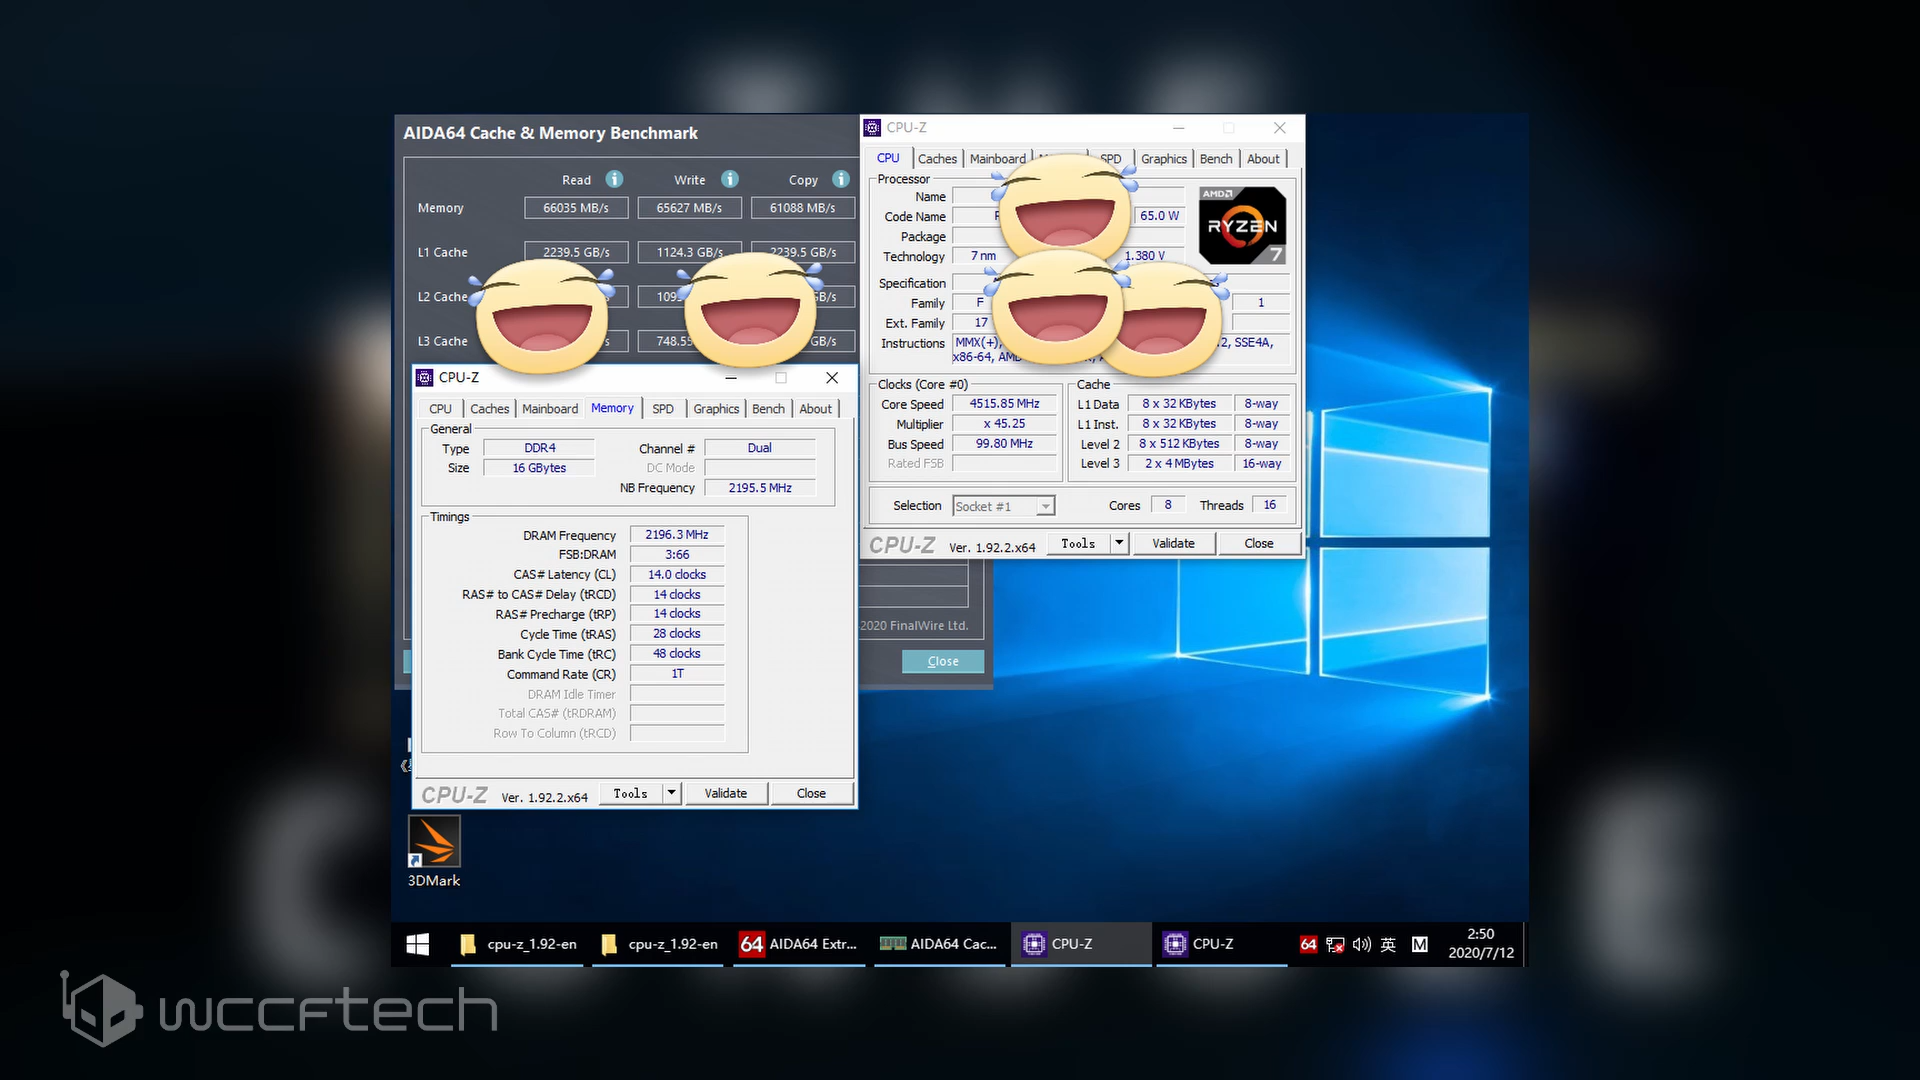 AIDA64 Cache & Memory Benchmark
Read Write Copy
Memory 66035 MB/s 65627 MB/s 61088 MB/s
L1 Cache 2239.5 GB/s 1124.3 GB/s 2239.5 GB/s
L2 Cache GB/s
L3 Cache GB/s
2020 FinalWire Ltd.
Close
CPU-Z
CPU Caches Mainboard SPD Graphics Bench About
Processor
Name
Code Name 65.0 W
Package
Technology 7 nm 1.380 V
AMD
RYZEN
7
Specification
Family F 1
Ext. Family 17
Instructions MMX(+), SSE4A,
x86-64,
Clocks (Core #0)
Core Speed 4515.85 MHz
Multiplier x 45.25
Bus Speed 99.80 MHz
Rated FSB
Cache
L1 Data 8 x 32 KBytes 8-way
L1 Inst. 8 x 32 KBytes 8-way
Level 2 8 x 512 KBytes 8-way
Level 3 2 x 4 MBytes 16-way
Selection Socket #1 Cores 8 Threads 16
CPU-Z Ver. 1.92.2.x64 Tools Validate Close
CPU-Z
CPU Caches Mainboard Memory SPD Graphics Bench About
General
Type DDR4 Channel # Dual
Size 16 GBytes DC Mode
NB Frequency 2195.5 MHz
Timings
DRAM Frequency 2196.3 MHz
FSB:DRAM 3:66
CAS# Latency (CL) 14.0 clocks
RAS# to CAS# Delay (tRCD) 14 clocks
RAS# Precharge (tRP) 14 clocks
Cycle Time (tRAS) 28 clocks
Bank Cycle Time (tRC) 48 clocks
Command Rate (CR) 1T
DRAM Idle Timer
Total CAS# (tRDRAM)
Row To Column (tRCD)
CPU-Z Ver. 1.92.2.x64 Tools Validate Close
3DMark
cpu-z_1.92-en cpu-z_1.92-en 64 AIDA64 Extr... AIDA64 Cac... CPU-Z CPU-Z 64 英 M 2:50
2020/7/12
wccftech